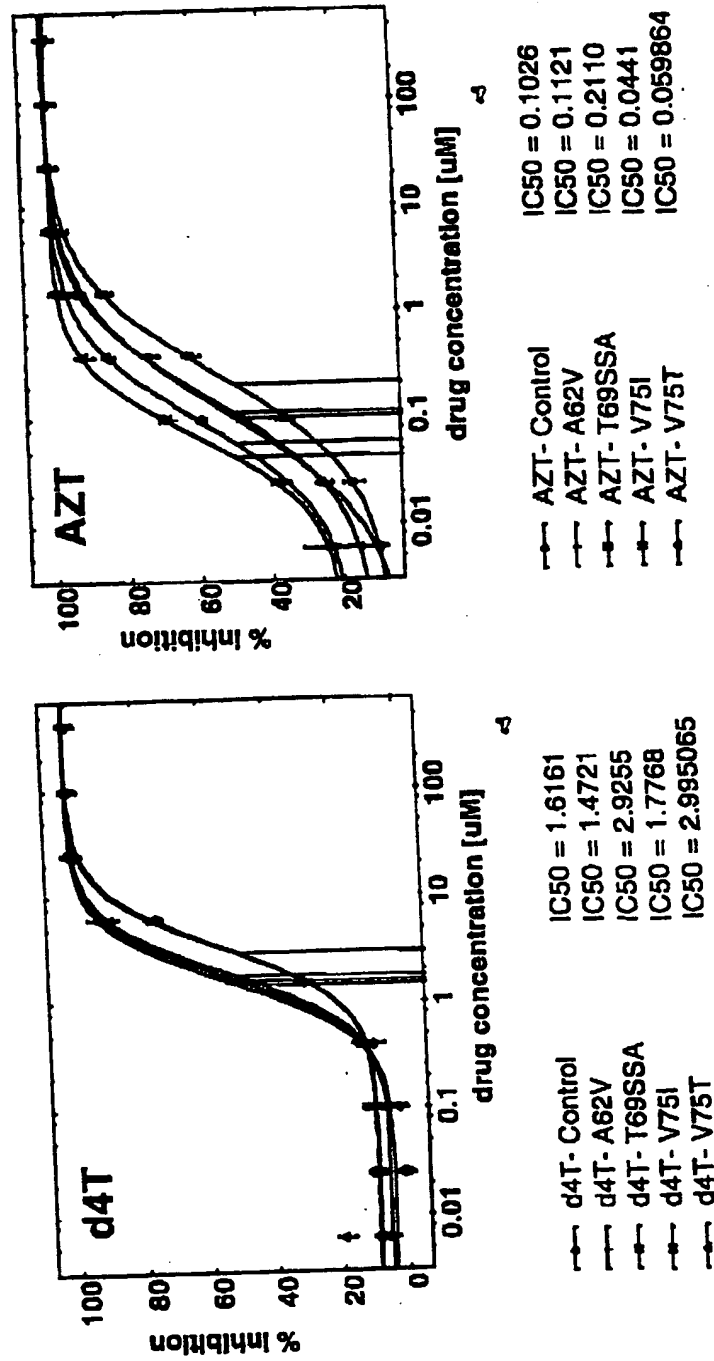 d4T
% inhibition
100
80
60
40
20
0
0.01
0.1
1
10
100
drug concentration [uM]
d4T- Control IC50 = 1.6161
d4T- A62V IC50 = 1.4721
d4T- T69SSA IC50 = 2.9255
d4T- V75I IC50 = 1.7768
d4T- V75T IC50 = 2.995065
AZT
% inhibition
100
80
60
40
20
0.01
0.1
1
10
100
drug concentration [uM]
AZT- Control IC50 = 0.1026
AZT- A62V IC50 = 0.1121
AZT- T69SSA IC50 = 0.2110
AZT- V75I IC50 = 0.0441
AZT- V75T IC50 = 0.059864